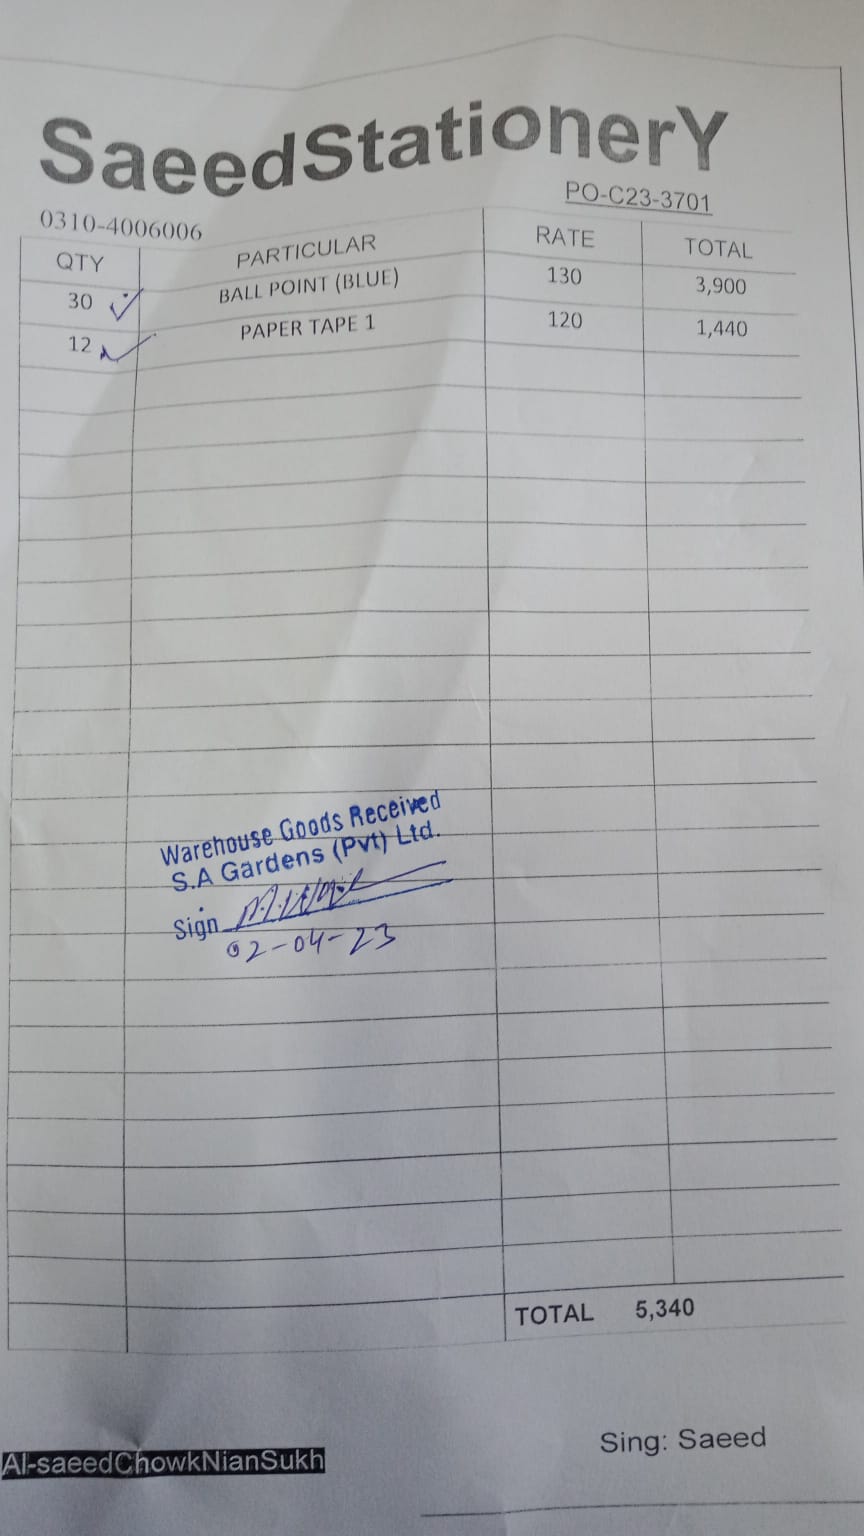 SaeedStationerY
PO-C23-3701
0310-4006006
QTY PARTICULAR RATE TOTAL
30 BALL POINT (BLUE) 130 3,900
12 PAPER TAPE 1 120 1,440
Warehouse Goods Received
S.A Gardens (Pvt) Ltd.
Sign
02-04-23
TOTAL 5,340
Sing: Saeed
Al-saeedChowkNianSukh